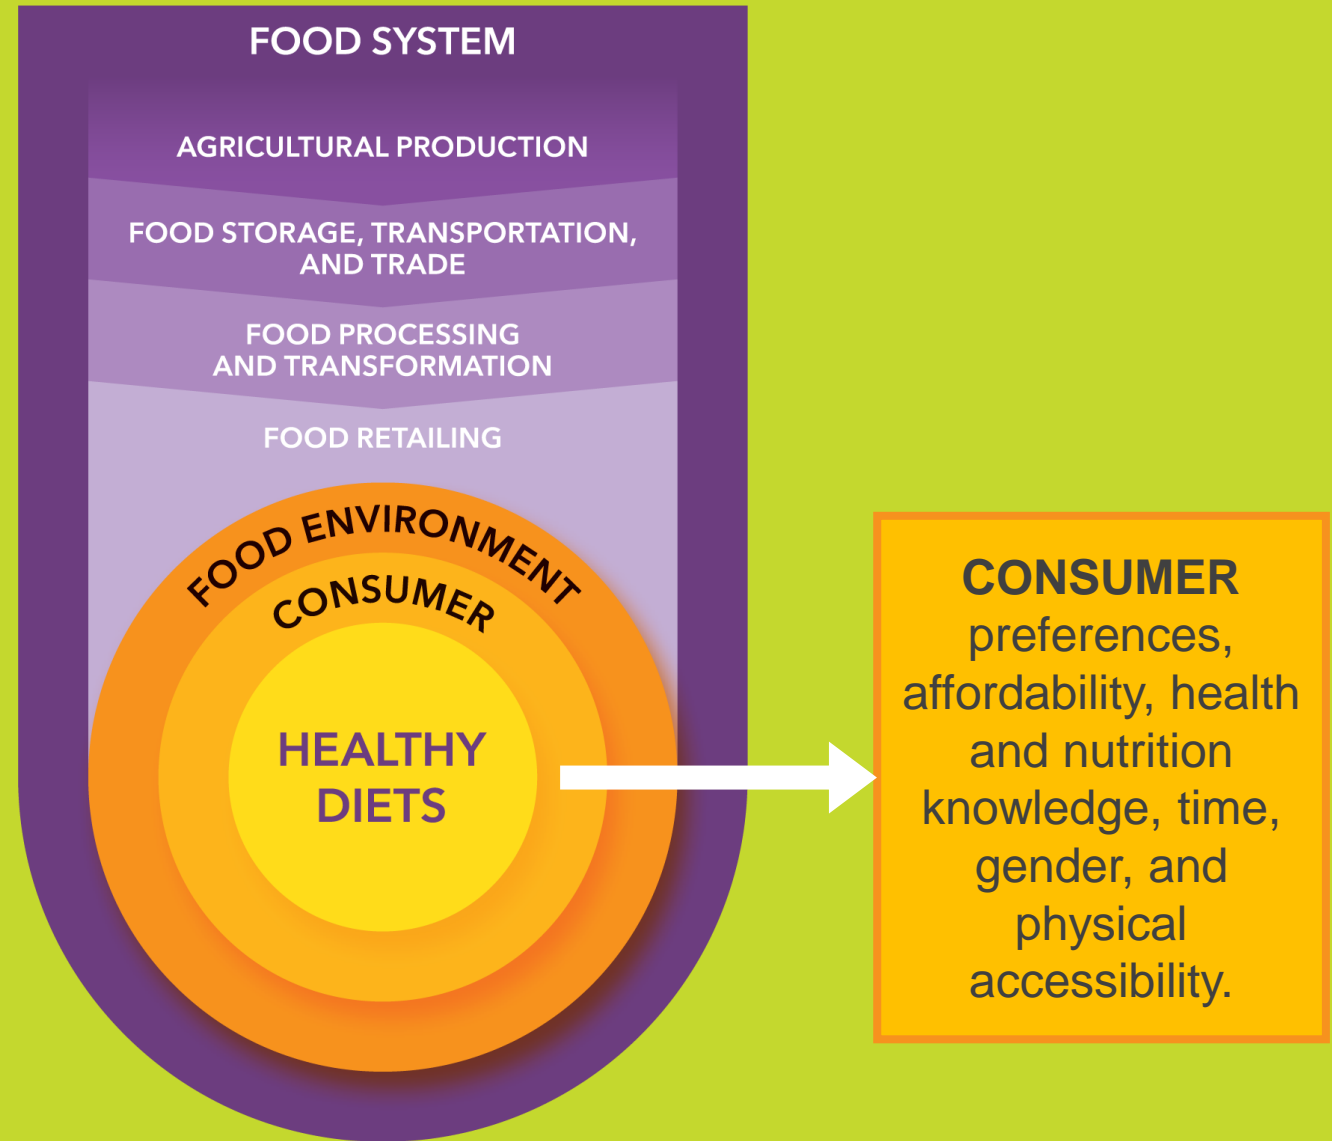 FOOD SYSTEM
AGRICULTURAL PRODUCTION
FOOD STORAGE, TRANSPORTATION,
AND TRADE
FOOD PROCESSING
AND TRANSFORMATION
FOOD RETAILING
FOOD ENVIRONMENT
CONSUMER
HEALTHY
DIETS
CONSUMER
preferences,
affordability, health
and nutrition
knowledge, time,
gender, and
physical
accessibility.